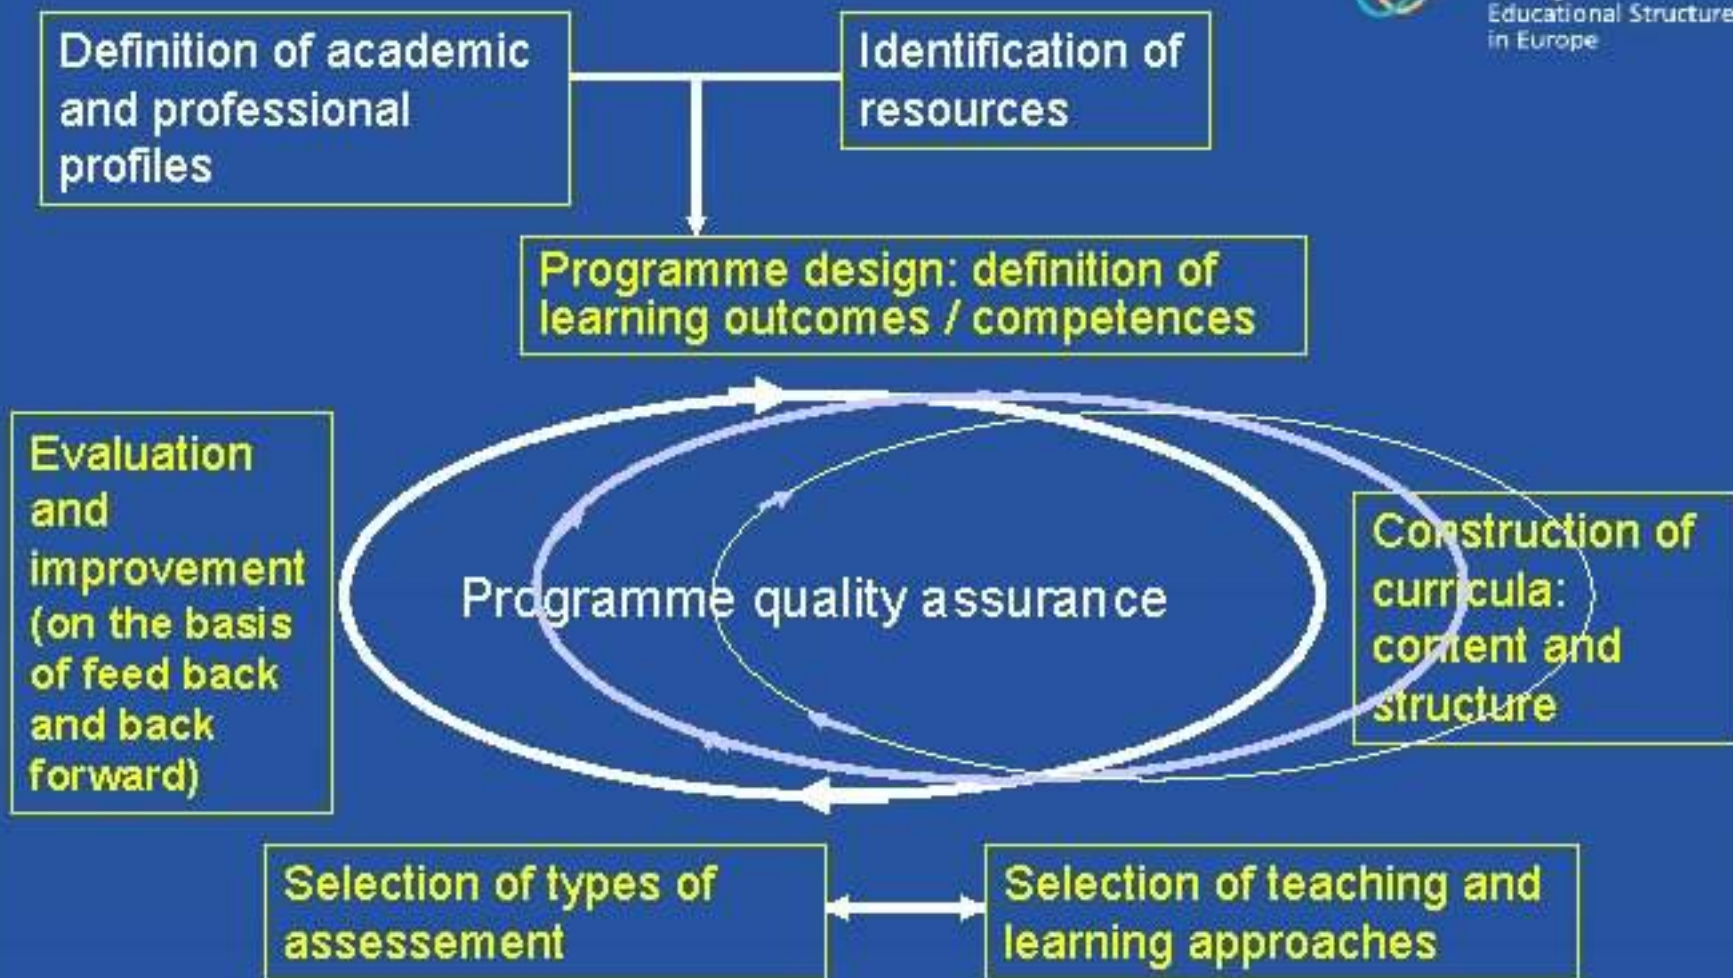 Educational Structure
in Europe
Definition of academic
and professional
profiles
Identification of
resources
Programme design: definition of
learning outcomes / competences
Evaluation
and
improvement
(on the basis
of feed back
and back
forward)
Programme quality assurance
Construction of
curricula:
content and
structure
Selection of types of
assessement
Selection of teaching and
learning approaches